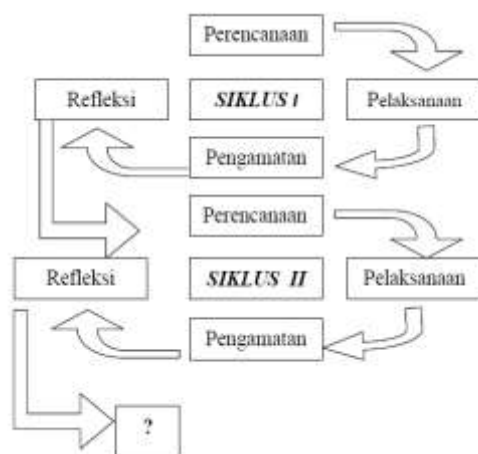 Perencanaan
Refleksi
SIKLUS I
Pelaksanaan
Pengamatan
Perencanaan
Refleksi
SIKLUS II
Pelaksanaan
Pengamatan
?